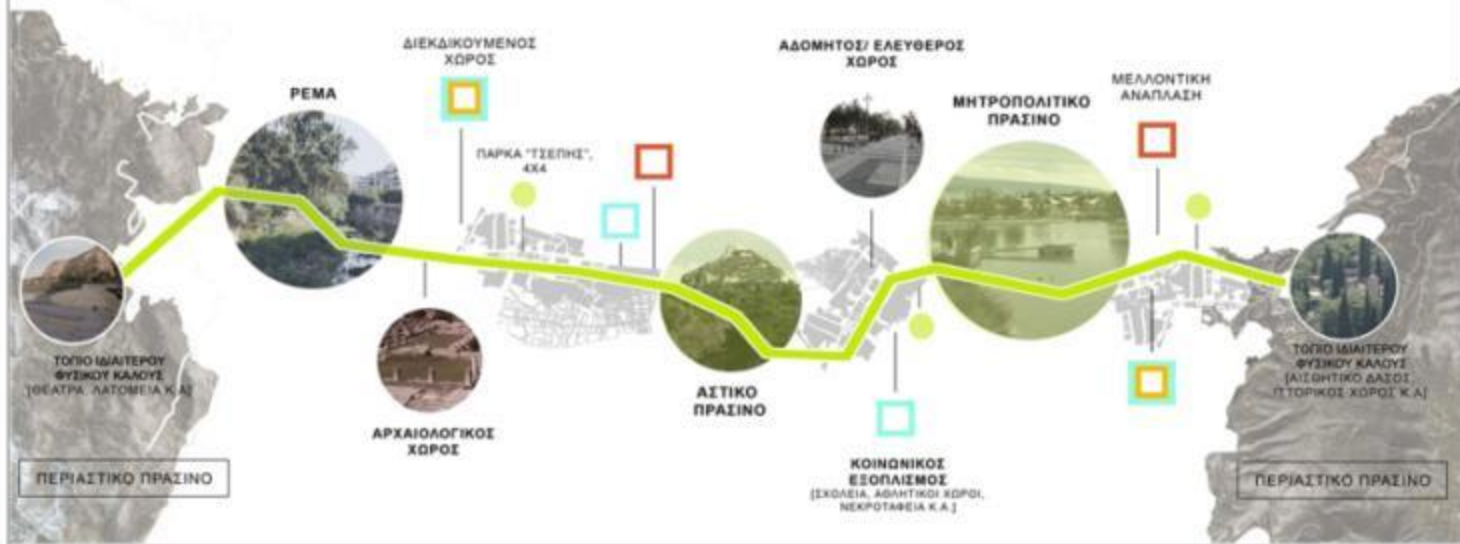 ΔΙΕΚΔΙΚΟΥΜΕΝΟΣ
ΧΩΡΟΣ
ΑΔΟΜΗΤΟΣ/ ΕΛΕΥΘΕΡΟΣ
ΧΩΡΟΣ
ΡΕΜΑ
ΜΗΤΡΟΠΟΛΙΤΙΚΟ
ΠΡΑΣΙΝΟ
ΜΕΛΛΟΝΤΙΚΗ
ΑΝΑΠΛΑΣΗ
ΠΑΡΚΑ "ΤΣΕΠΗΣ",
4Χ4
ΤΟΠΙΟ ΙΔΙΑΙΤΕΡΟΥ
ΦΥΣΙΚΟΥ ΚΑΛΟΥΣ
[ΘΕΑΤΡΑ, ΛΑΤΟΜΕΙΑ Κ.Α]
ΑΡΧΑΙΟΛΟΓΙΚΟΣ
ΧΩΡΟΣ
ΑΣΤΙΚΟ
ΠΡΑΣΙΝΟ
ΚΟΙΝΩΝΙΚΟΣ
ΕΞΟΠΛΙΣΜΟΣ
[ΣΧΟΛΕΙΑ, ΑΘΛΗΤΙΚΟΙ ΧΩΡΟΙ,
ΝΕΚΡΟΤΑΦΕΙΑ Κ.Α.]
ΤΟΠΙΟ ΙΔΙΑΙΤΕΡΟΥ
ΦΥΣΙΚΟΥ ΚΑΛΟΥΣ
[ΑΙΣΘΗΤΙΚΟ ΔΑΣΟΣ,
ΙΣΤΟΡΙΚΟΣ ΧΩΡΟΣ Κ.Α]
ΠΕΡΙΑΣΤΙΚΟ ΠΡΑΣΙΝΟ
ΠΕΡΙΑΣΤΙΚΟ ΠΡΑΣΙΝΟ